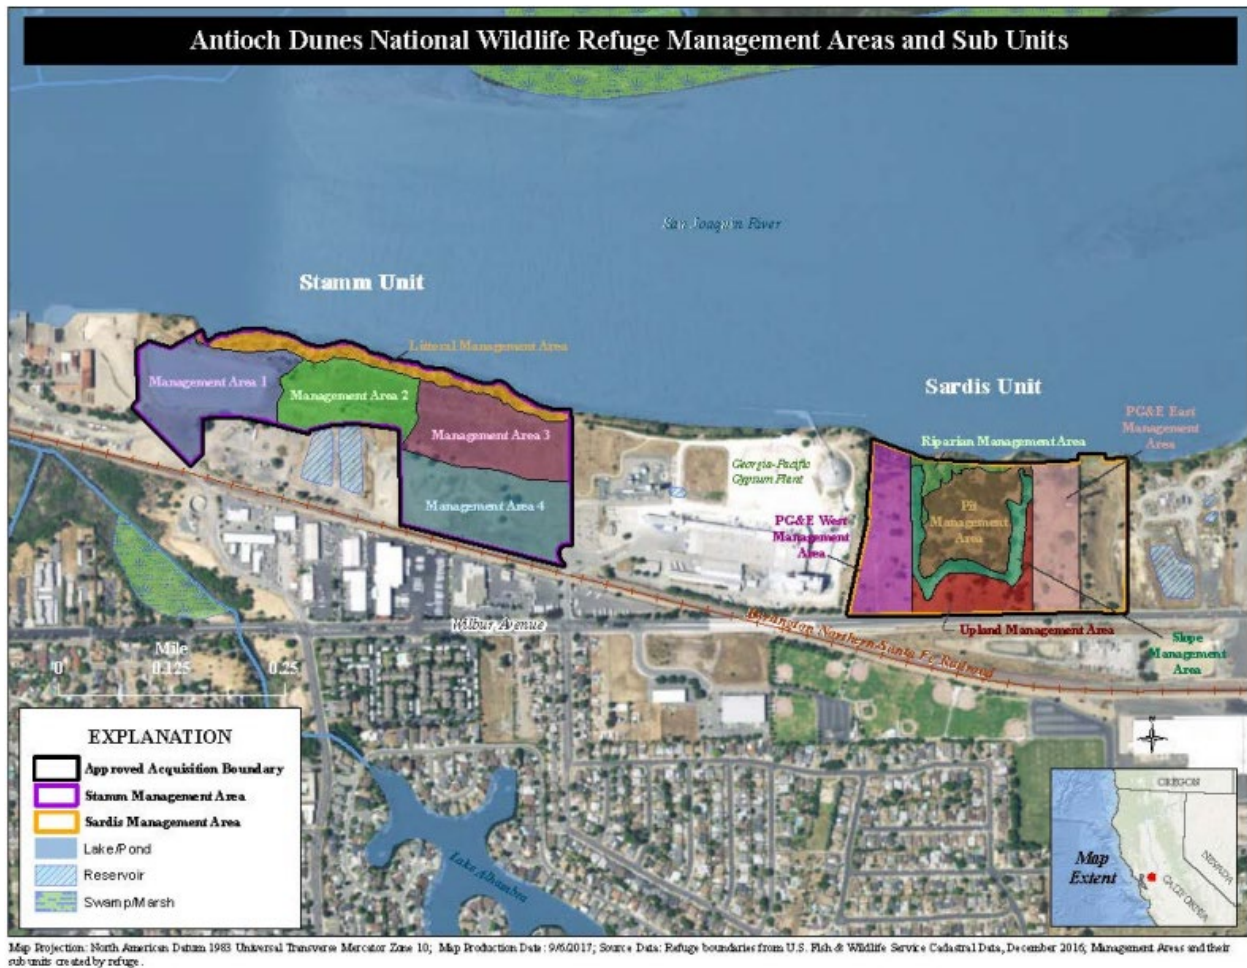 Antioch Dunes National Wildlife Refuge Management Areas and Sub Units
San Joaquin River
Stamm Unit
Littoral Management Area
Management Area 1
Management Area 2
Management Area 3
Management Area 4
Sardis Unit
PG&E East
Management
Area
Riparian Management Area
Georgia-Pacific
Gypsum Plant
Pit
Management
Area
PG&E West
Management
Area
Upland Management Area
Slope
Management
Area
Wilbur Avenue
Burlington Northern Santa Fe Railroad
Mile
0 0.125 0.25
Lake Alhambra
EXPLANATION
Approved Acquisition Boundary
Stamm Management Area
Sardis Management Area
Lake/Pond
Reservoir
Swamp/Marsh
N
OREGON
NEVADA
CALIFORNIA
Map
Extent
Map Projection: North American Datum 1983 Universal Transverse Mercator Zone 10; Map Production Date: 9/6/2017; Source Data: Refuge boundaries from U.S. Fish & Wildlife Service Cadastral Data, December 2016; Management Areas and their
sub units created by refuge.